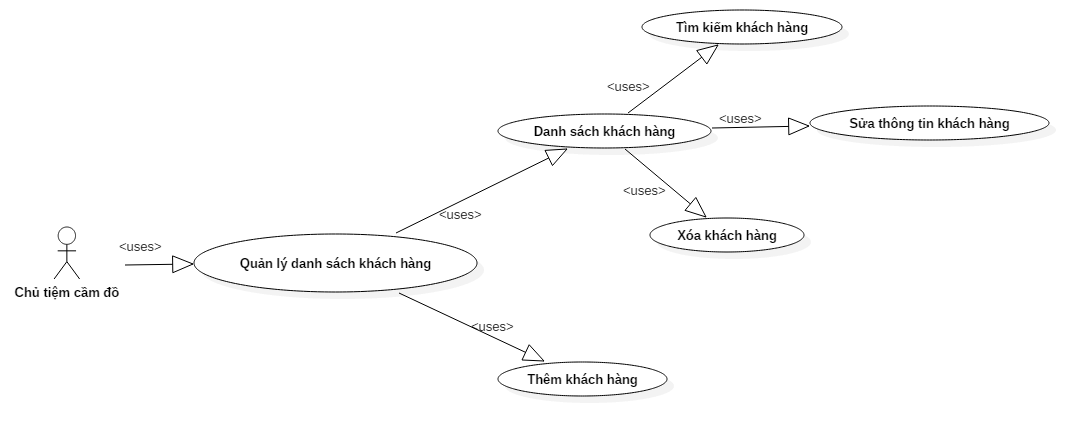 Tìm kiếm khách hàng
<uses>
<uses>
Sửa thông tin khách hàng
Danh sách khách hàng
<uses>
<uses>
Xóa khách hàng
<uses>
Quản lý danh sách khách hàng
Chủ tiệm cầm đồ
<uses>
Thêm khách hàng